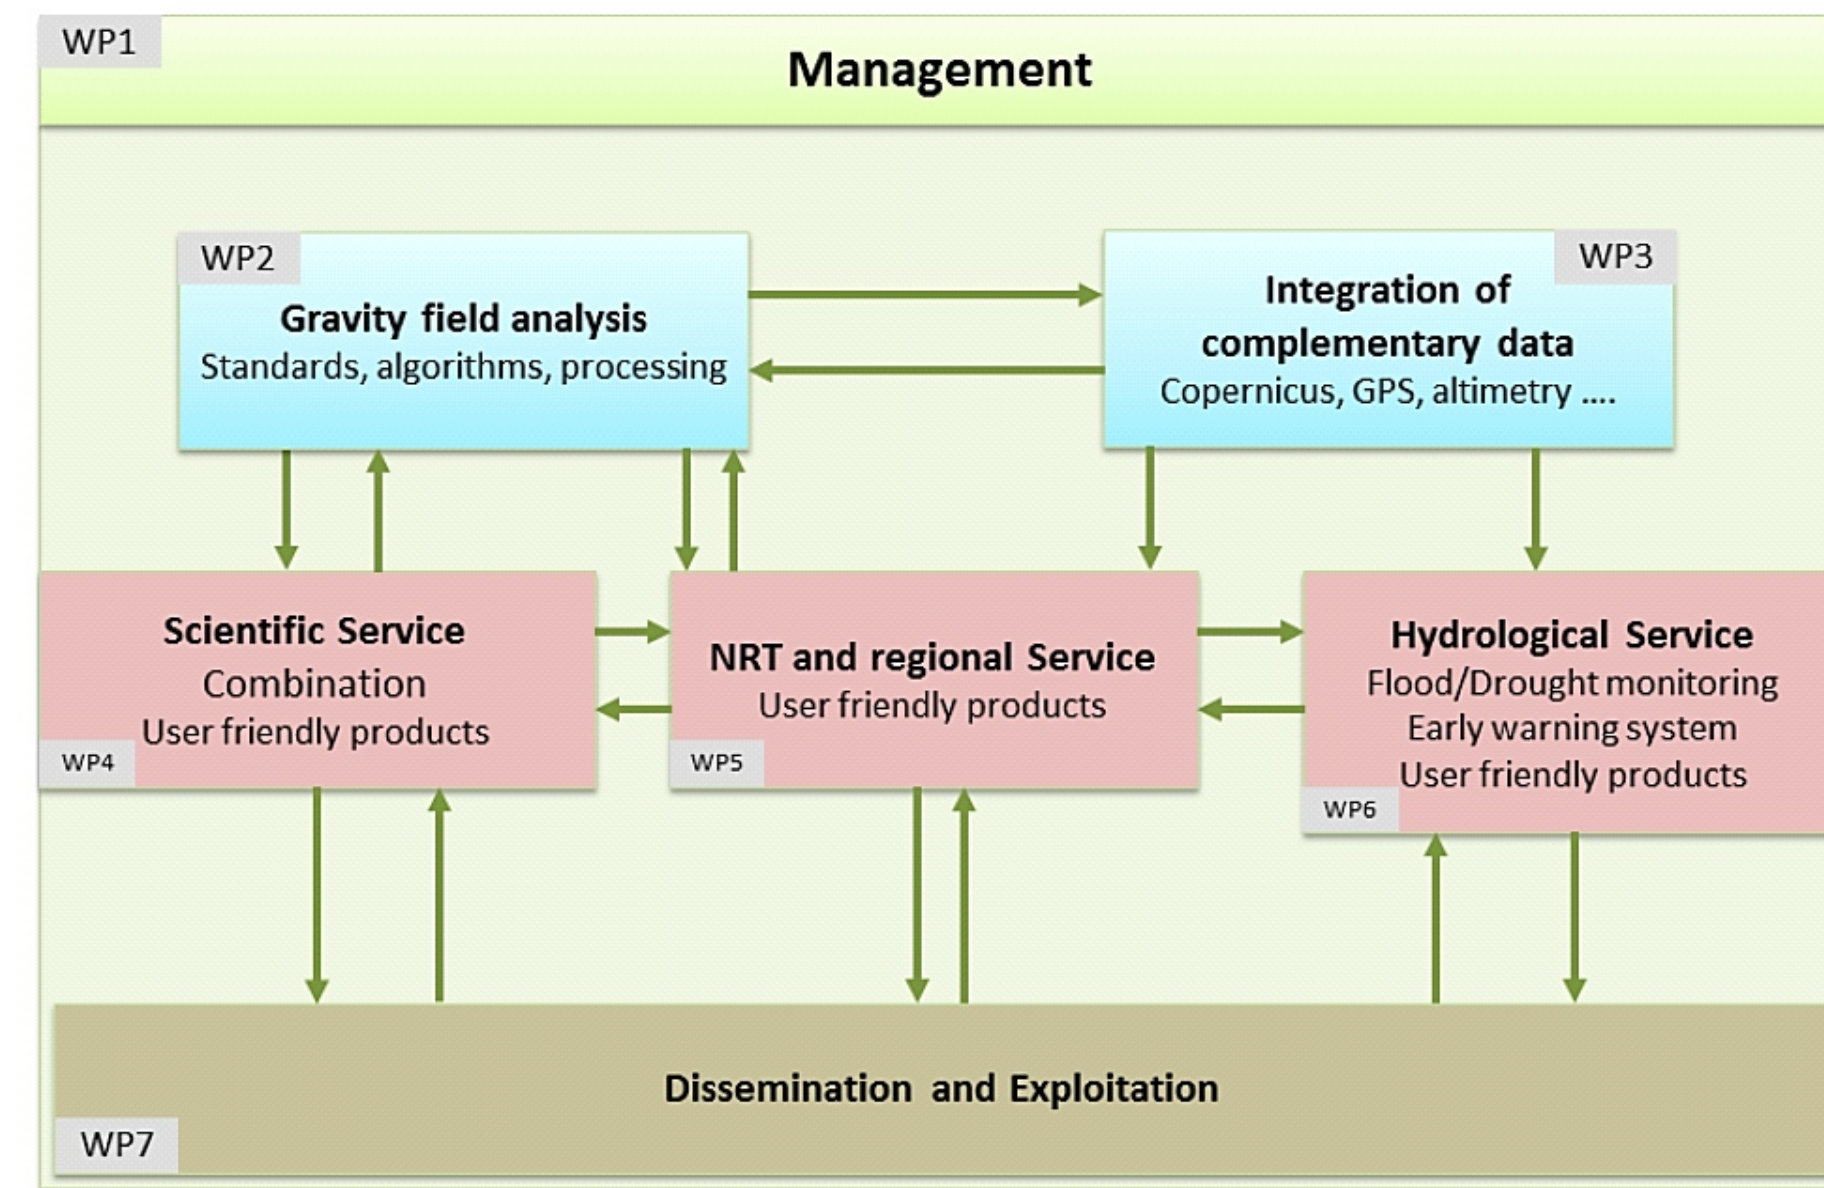 WP1
Management
WP2
Gravity field analysis
Standards, algorithms, processing
WP3
Integration of
complementary data
Copernicus, GPS, altimetry ....
Scientific Service
Combination
User friendly products
WP4
NRT and regional Service
User friendly products
WP5
Hydrological Service
Flood/Drought monitoring
Early warning system
User friendly products
WP6
Dissemination and Exploitation
WP7